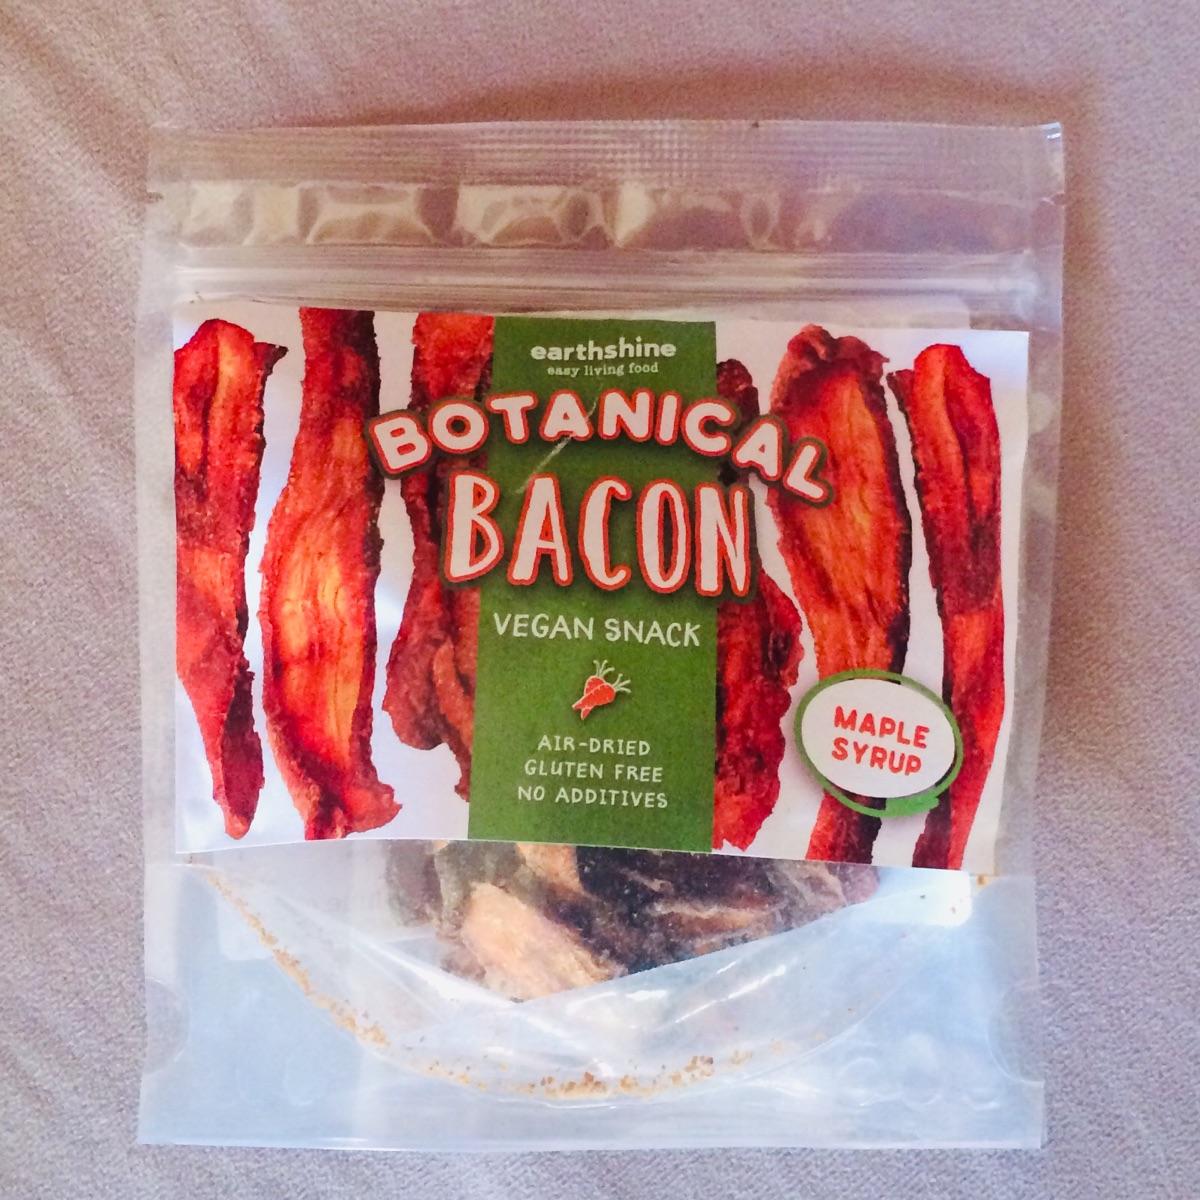 earthshine
easy living food
BOTANICAL
BACON
VEGAN SNACK
AIR-DRIED
GLUTEN FREE
NO ADDITIVES
MAPLE
SYRUP